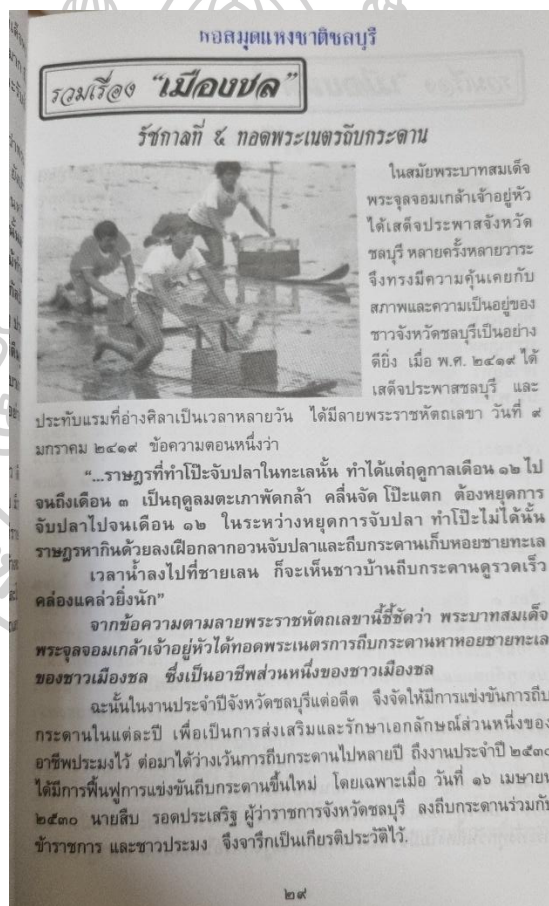 หอสมุดแห่งชาติชลบุรี
รวมเรื่อง "เมืองชล"
รัชกาลที่ ๕ ทอดพระเนตรถีบกระดาน
ในสมัยพระบาทสมเด็จ
พระจุลจอมเกล้าเจ้าอยู่หัว
ได้เสด็จประพาสจังหวัด
ชลบุรี หลายครั้งหลายวาระ
จึงทรงมีความคุ้นเคยกับ
สภาพและความเป็นอยู่ของ
ชาวจังหวัดชลบุรีเป็นอย่าง
ดียิ่ง เมื่อ พ.ศ. ๒๔๑๙ ได้
เสด็จประพาสชลบุรี และ
ประทับแรมที่อ่างศิลาเป็นเวลาหลายวัน ได้มีลายพระราชหัตถเลขา วันที่ ๙
มกราคม ๒๔๑๙ ข้อความตอนหนึ่งว่า
"...ราษฎรที่ทำโป๊ะจับปลาในทะเลนั้น ทำได้แต่ฤดูกาลเดือน ๑๒ ไป
จนถึงเดือน ๓ เป็นฤดูลมตะเภาพัดกล้า คลื่นจัด โป๊ะแตก ต้องหยุดการ
จับปลาไปจนเดือน ๑๒ ในระหว่างหยุดการจับปลา ทำโป๊ะไม่ได้นั้น
ราษฎรหากินด้วยลงเฝือกลากอวนจับปลาและถีบกระดานเก็บหอยชายทะเล
เวลาน้ำลงไปที่ชายเลน ก็จะเห็นชาวบ้านถีบกระดานดูรวดเร็ว
คล่องแคล่วยิ่งนัก"
จากข้อความตามลายพระราชหัตถเลขานี้ชี้ชัดว่า พระบาทสมเด็จ
พระจุลจอมเกล้าเจ้าอยู่หัวได้ทอดพระเนตรการถีบกระดานหาหอยชายทะเล
ของชาวเมืองชล ซึ่งเป็นอาชีพส่วนหนึ่งของชาวเมืองชล
ฉะนั้นในงานประจำปีจังหวัดชลบุรีแต่อดีต จึงจัดให้มีการแข่งขันการถีบ
กระดานในแต่ละปี เพื่อเป็นการส่งเสริมและรักษาเอกลักษณ์ส่วนหนึ่งของ
อาชีพประมงไว้ ต่อมาได้ว่างเว้นการถีบกระดานไปหลายปี ถึงงานประจำปี ๒๕๓๐
ได้มีการฟื้นฟูการแข่งขันถีบกระดานขึ้นใหม่ โดยเฉพาะเมื่อ วันที่ ๑๖ เมษายน
๒๕๓๐ นายสืบ รอดประเสริฐ ผู้ว่าราชการจังหวัดชลบุรี ลงถีบกระดานร่วมกับ
ข้าราชการ และชาวประมง จึงจารึกเป็นเกียรติประวัติไว้.
๒๙